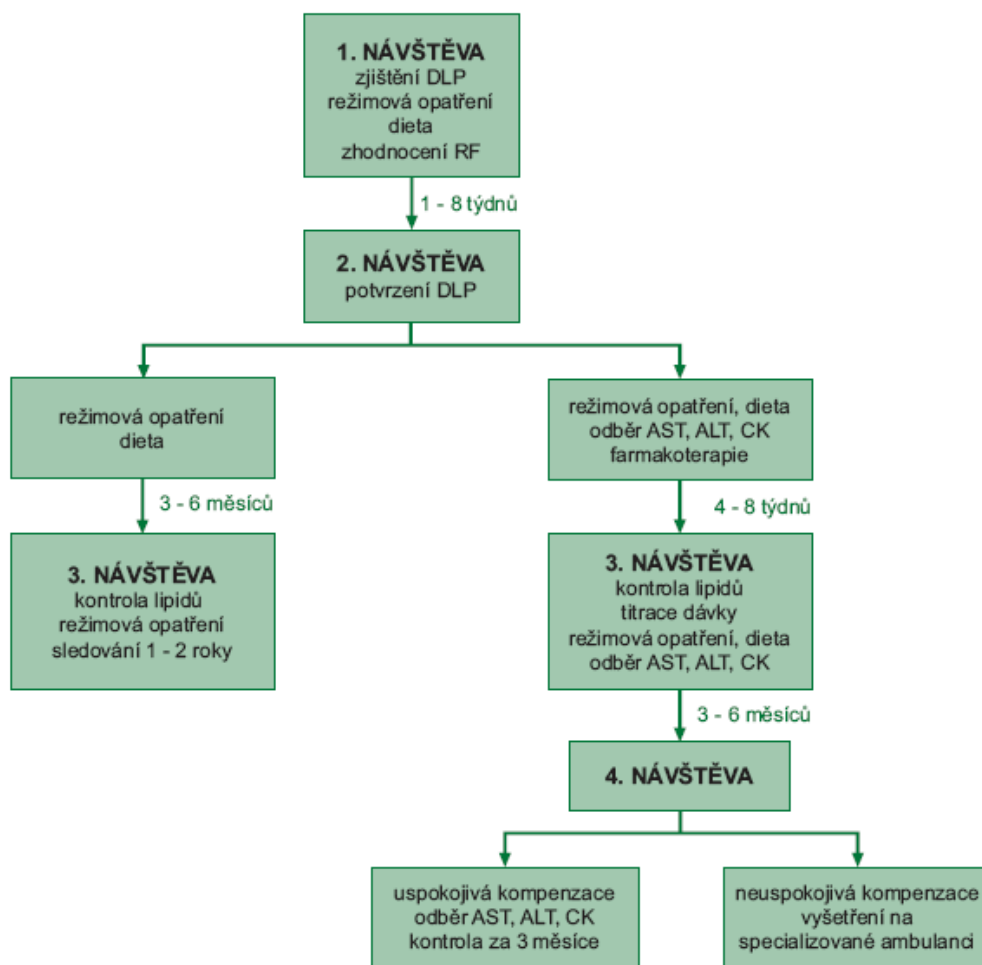 1. NÁVŠTĚVA
zjištění DLP
režimová opatření
dieta
zhodnocení RF
1 - 8 týdnů
2. NÁVŠTĚVA
potvrzení DLP
režimová opatření
dieta
3 - 6 měsíců
3. NÁVŠTĚVA
kontrola lipidů
režimová opatření
sledování 1 - 2 roky
režimová opatření, dieta
odběr AST, ALT, CK
farmakoterapie
4 - 8 týdnů
3. NÁVŠTĚVA
kontrola lipidů
titrace dávky
režimová opatření, dieta
odběr AST, ALT, CK
3 - 6 měsíců
4. NÁVŠTĚVA
uspokojivá kompenzace
odběr AST, ALT, CK
kontrola za 3 měsíce
neuspokojivá kompenzace
vyšetření na
specializované ambulanci